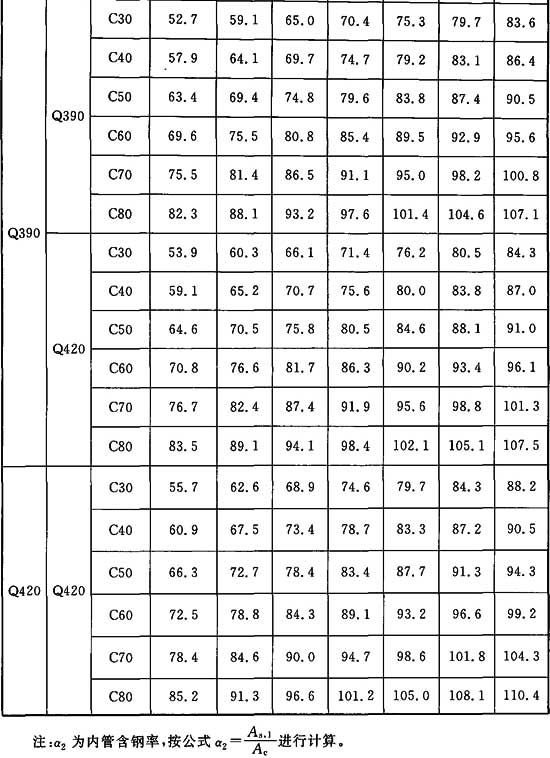 C30 52.7 59.1 65.0 70.4 75.3 79.7 83.6
C40 57.9 64.1 69.7 74.7 79.2 83.1 86.4
C50 63.4 69.4 74.8 79.6 83.8 87.4 90.5
Q390
C60 69.6 75.5 80.8 85.4 89.5 92.9 95.6
C70 75.5 81.4 86.5 91.1 95.0 98.2 100.8
C80 82.3 88.1 93.2 97.6 101.4 104.6 107.1
Q390
C30 53.9 60.3 66.1 71.4 76.2 80.5 84.3
C40 59.1 65.2 70.7 75.6 80.0 83.8 87.0
C50 64.6 70.5 75.8 80.5 84.6 88.1 91.0
Q420
C60 70.8 76.6 81.7 86.3 90.2 93.4 96.1
C70 76.7 82.4 87.4 91.9 95.6 98.8 101.3
C80 83.5 89.1 94.1 98.4 102.1 105.1 107.5
C30 55.7 62.6 68.9 74.6 79.7 84.3 88.2
C40 60.9 67.5 73.4 78.7 83.3 87.2 90.5
C50 66.3 72.7 78.4 83.4 87.7 91.3 94.3
Q420 Q420
C60 72.5 78.8 84.3 89.1 93.2 96.6 99.2
C70 78.4 84.6 90.0 94.7 98.6 101.8 104.3
C80 85.2 91.3 96.6 101.2 105.0 108.1 110.4
注:α₂ 为内管含钢率,按公式 α₂=As,1/Ac 进行计算。